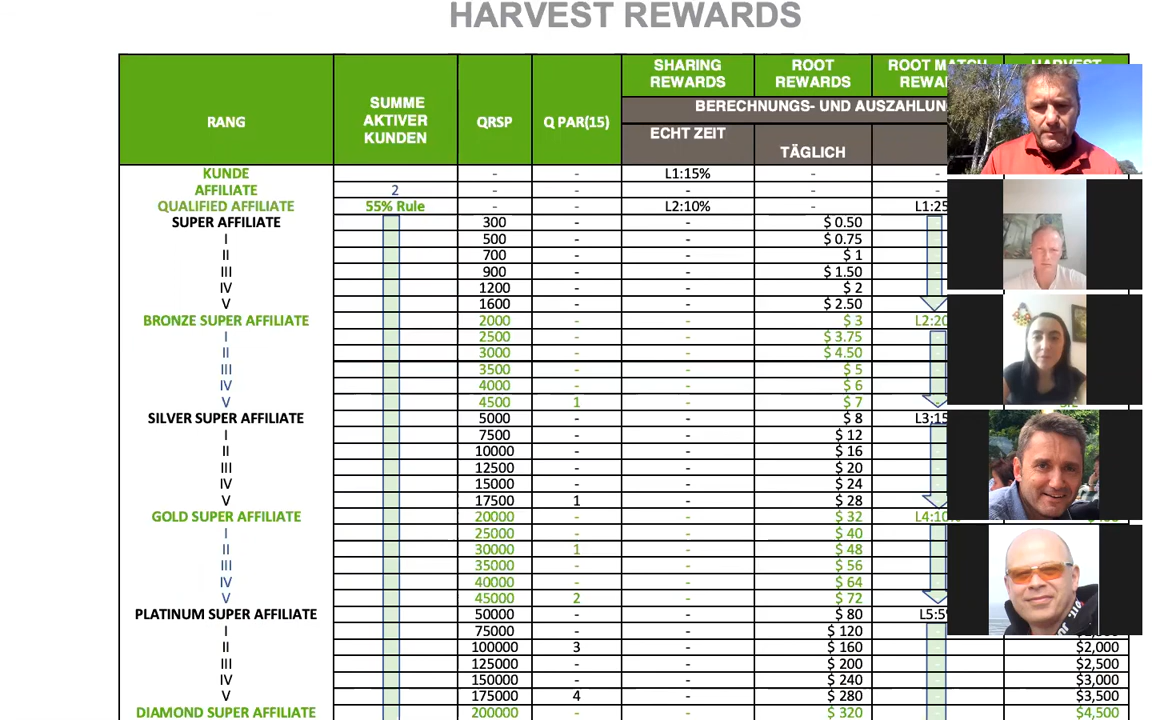 HARVEST REWARDS
RANG SUMME AKTIVER KUNDEN QRSP Q PAR(15) SHARING REWARDS ROOT REWARDS ROOT MATCH HARVEST
BERECHNUNGS- UND
ECHT ZEIT TÄGLICH
KUNDE - - L1:15% - -
AFFILIATE 2 - - - - -
QUALIFIED AFFILIATE 55% Rule - - L2:10% -
SUPER AFFILIATE 300 - - $ 0.50
I 500 - - $ 0.75
II 700 - - $ 1
III 900 - - $ 1.50
IV 1200 - - $ 2
V 1600 - - $ 2.50
BRONZE SUPER AFFILIATE 2000 - - $ 3
I 2500 - - $ 3.75
II 3000 - - $ 4.50
III 3500 - - $ 5
IV 4000 - - $ 6
V 4500 1 - $ 7
SILVER SUPER AFFILIATE 5000 - - $ 8
I 7500 - - $ 12
II 10000 - - $ 16
III 12500 - - $ 20
IV 15000 - - $ 24
V 17500 1 - $ 28
GOLD SUPER AFFILIATE 20000 - - $ 32
I 25000 - - $ 40
II 30000 1 - $ 48
III 35000 - - $ 56
IV 40000 - - $ 64
V 45000 2 - $ 72
PLATINUM SUPER AFFILIATE 50000 - - $ 80
I 75000 - - $ 120
II 100000 3 - $ 160 $2,000
III 125000 - - $ 200 $2,500
IV 150000 - - $ 240 $3,000
V 175000 4 - $ 280 $3,500
DIAMOND SUPER AFFILIATE 200000 - - $ 320 $4,500